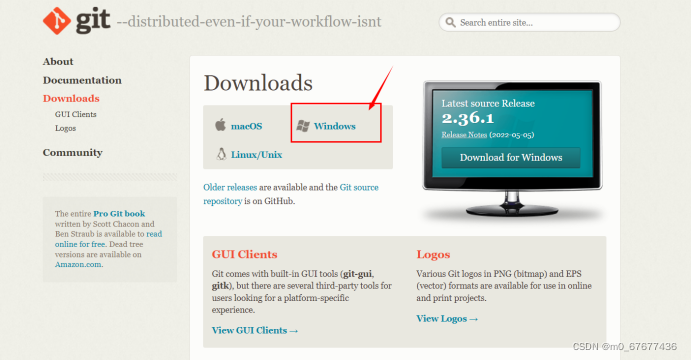 git --distributed-even-if-your-workflow-isnt
Search entire site...
About
Documentation
Downloads
GUI Clients
Logos
Community
The entire Pro Git book
written by Scott Chacon and
Ben Straub is available to read
online for free. Dead tree
versions are available on
Amazon.com.
Downloads
macOS
Windows
Linux/Unix
Older releases are available and the Git source
repository is on GitHub.
Latest source Release
2.36.1
Release Notes (2022-05-05)
Download for Windows
GUI Clients
Git comes with built-in GUI tools (git-gui,
gitk), but there are several third-party tools for
users looking for a platform-specific
experience.
View GUI Clients →
Logos
Various Git logos in PNG (bitmap) and EPS
(vector) formats are available for use in online
and print projects.
View Logos →
CSDN @m0_67677436